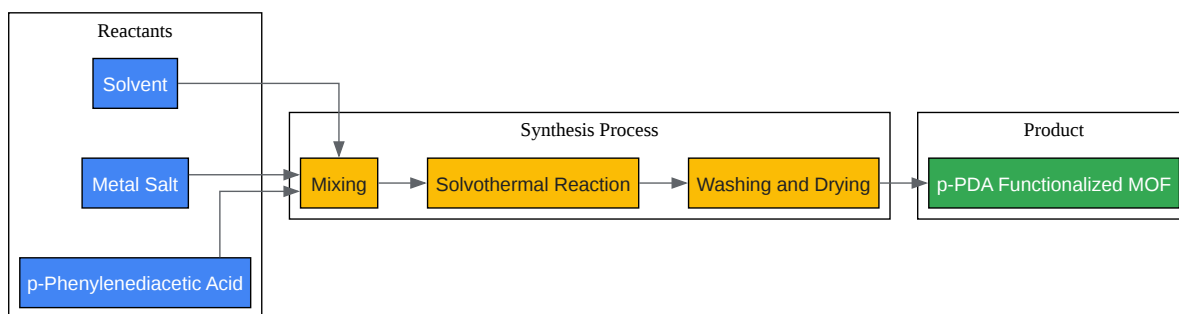 Reactants
Solvent
Metal Salt
p-Phenylenediacetic Acid
Synthesis Process
Mixing
Solvothermal Reaction
Washing and Drying
Product
p-PDA Functionalized MOF